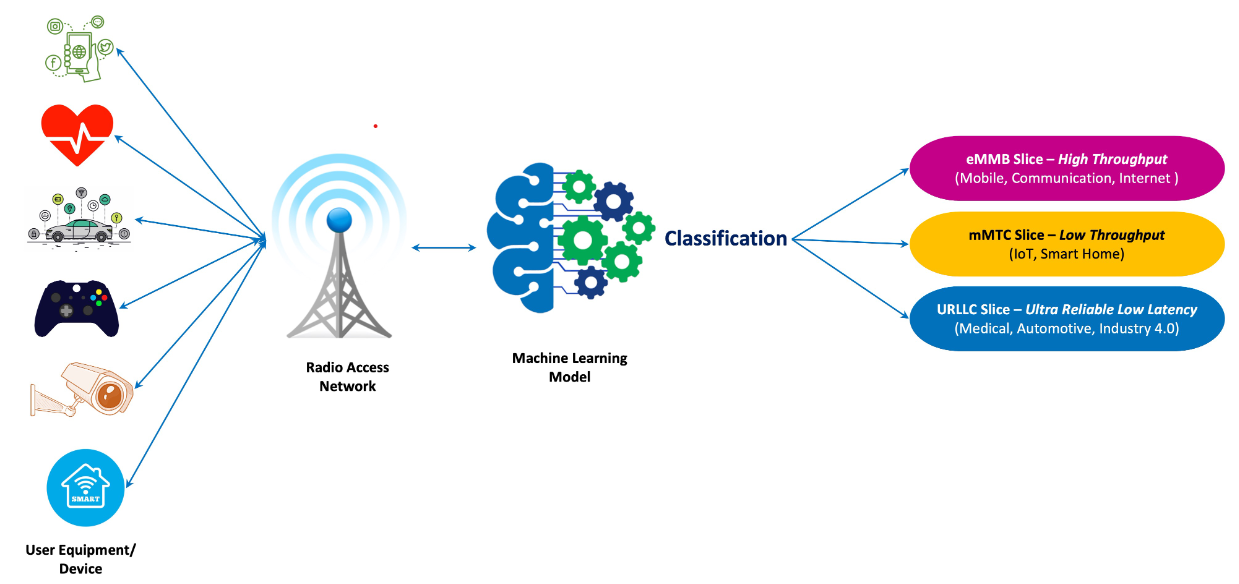 SMART
User Equipment/
Device
Radio Access
Network
Machine Learning
Model
Classification
eMMB Slice – High Throughput
(Mobile, Communication, Internet )
mMTC Slice – Low Throughput
(IoT, Smart Home)
URLLC Slice – Ultra Reliable Low Latency
(Medical, Automotive, Industry 4.0)